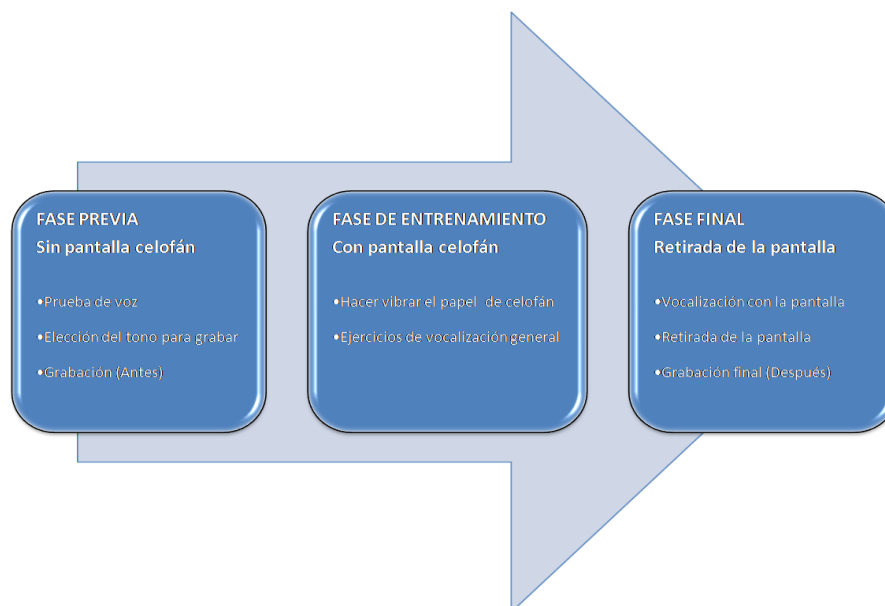 FASE PREVIA
Sin pantalla celofán
•Prueba de voz
•Elección del tono para grabar
•Grabación (Antes)
FASE DE ENTRENAMIENTO
Con pantalla celofán
•Hacer vibrar el papel de celofán
•Ejercicios de vocalización general
FASE FINAL
Retirada de la pantalla
•Vocalización con la pantalla
•Retirada de la pantalla
•Grabación final (Después)